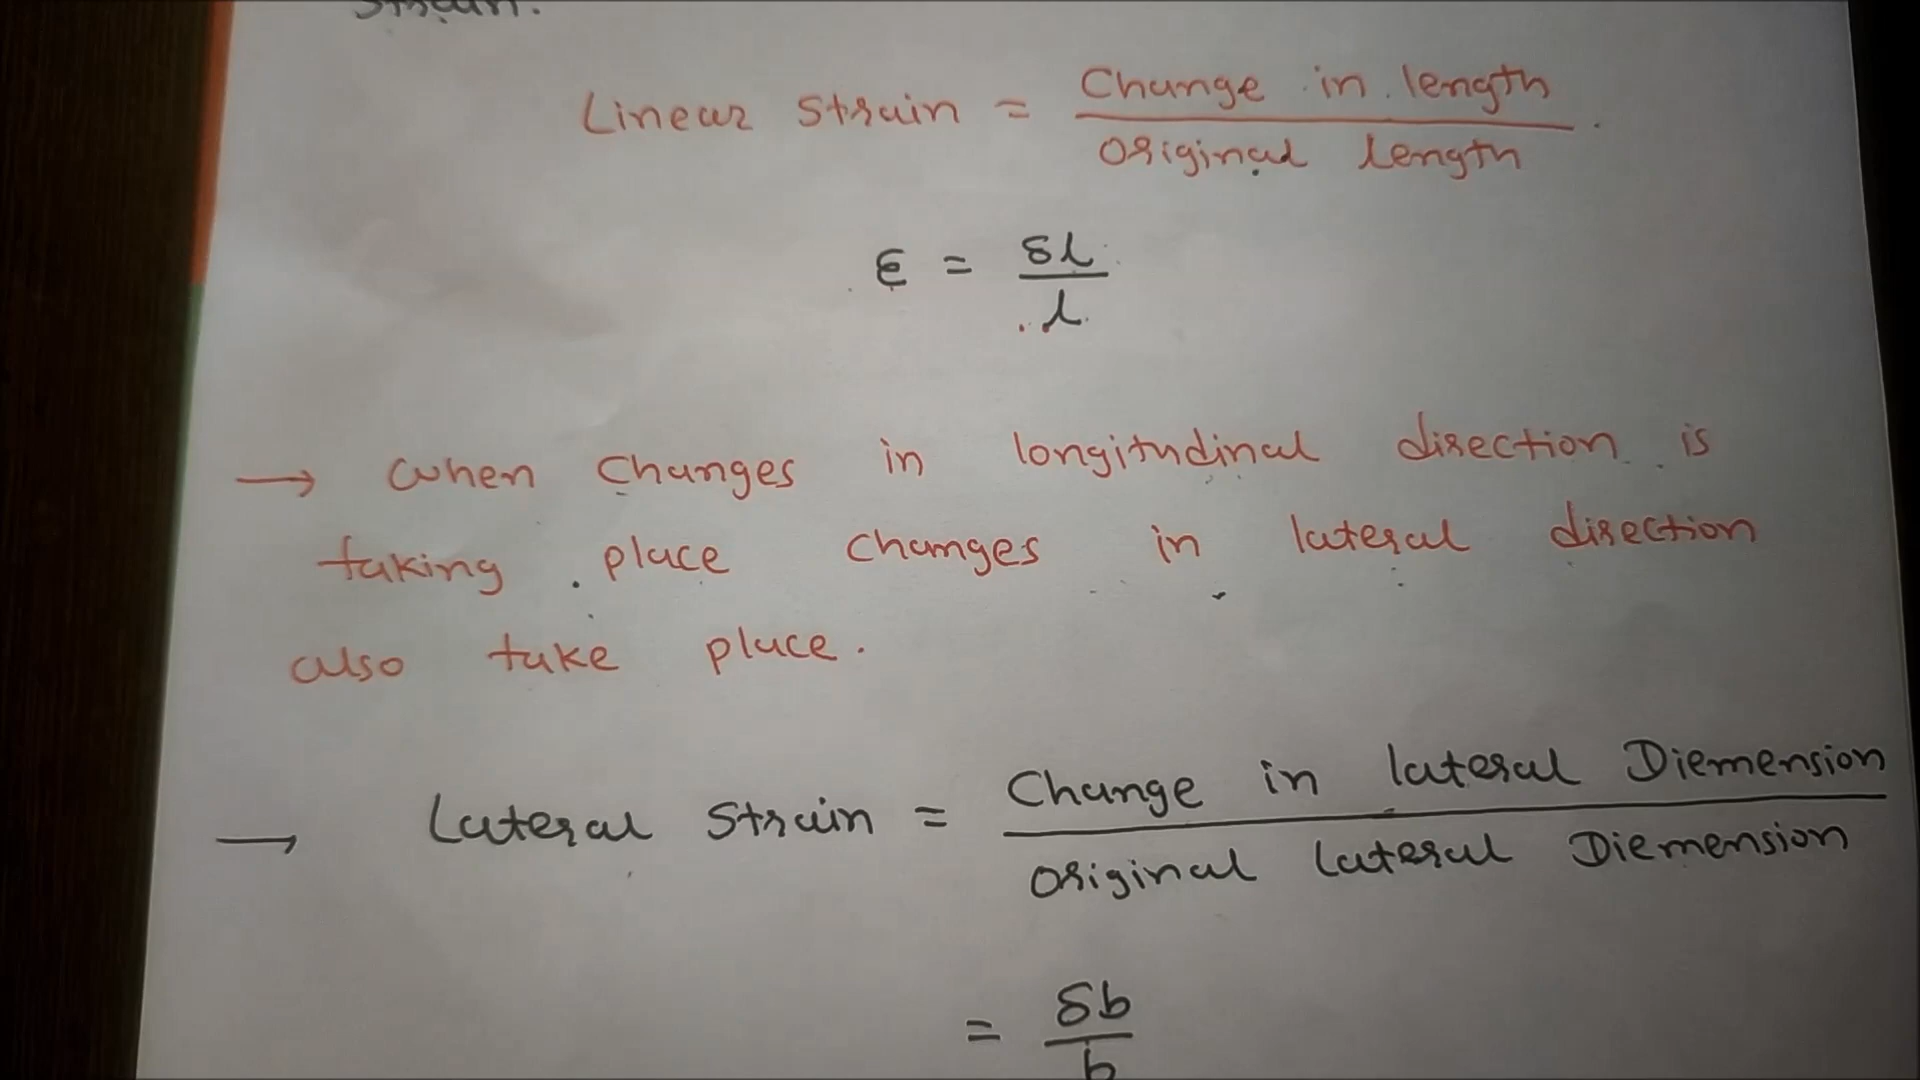 Strain.
Linear Strain = Change in length / Original length
ε = δl / l
→ When Changes in longitudinal direction is
taking place changes in lateral direction
also take place.
→ Lateral Strain = Change in lateral Diemension / Original lateral Diemension
= δb / b